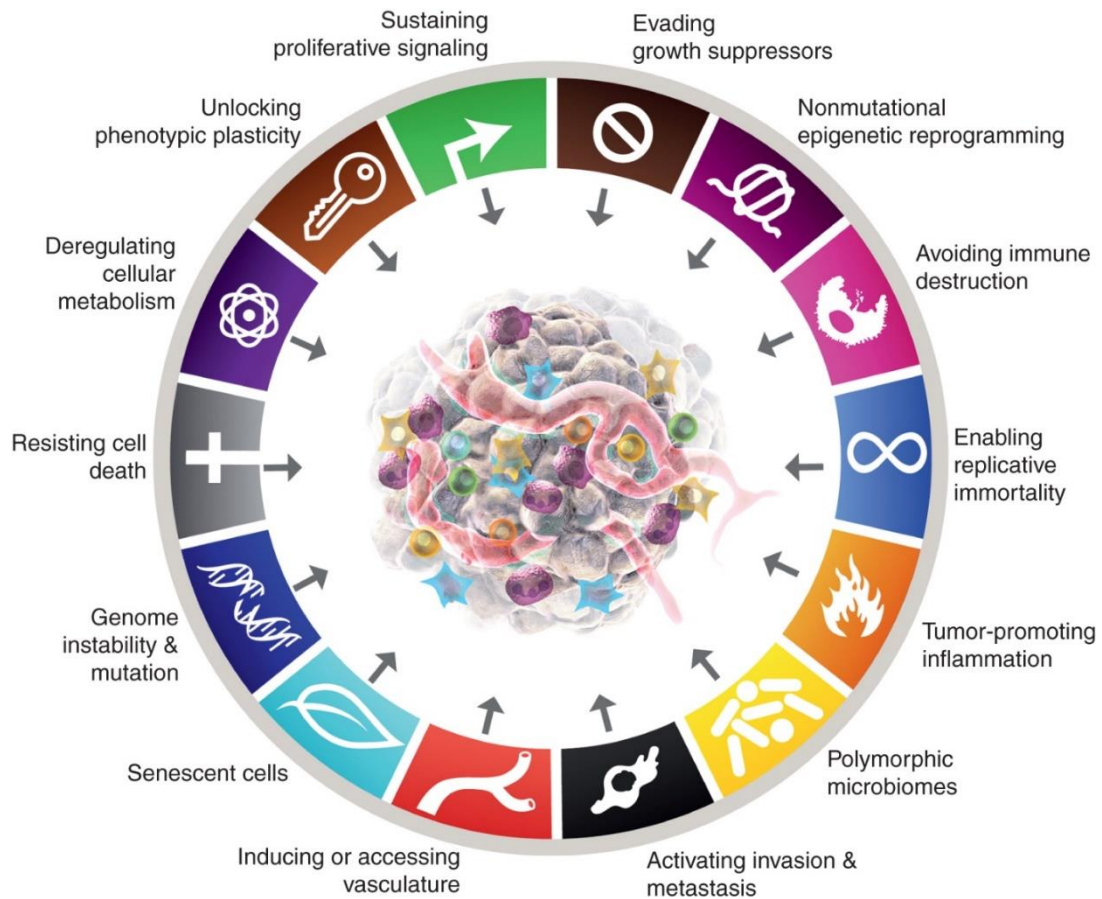 Sustaining
proliferative signaling
Evading
growth suppressors
Nonmutational
epigenetic reprogramming
Avoiding immune
destruction
Enabling
replicative
immortality
Tumor-promoting
inflammation
Polymorphic
microbiomes
Activating invasion &
metastasis
Inducing or accessing
vasculature
Senescent cells
Genome
instability &
mutation
Resisting cell
death
Deregulating
cellular
metabolism
Unlocking
phenotypic plasticity